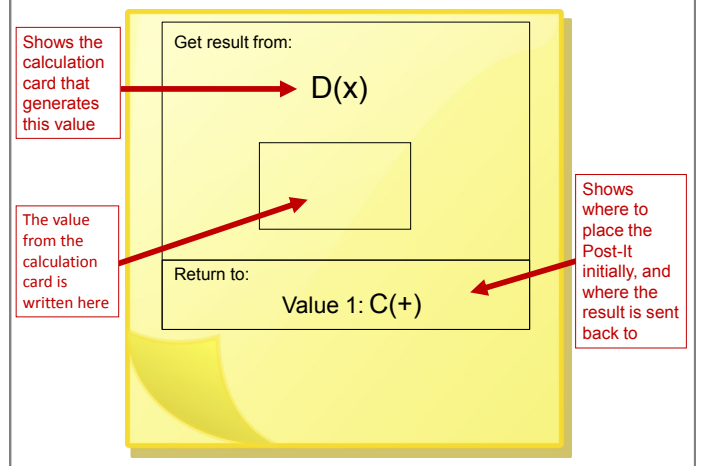 Shows the
calculation
card that
generates
this value
Get result from:
D(x)
The value
from the
calculation
card is
written here
Return to:
Value 1: C(+)
Shows
where to
place the
Post-It
initially, and
where the
result is sent
back to